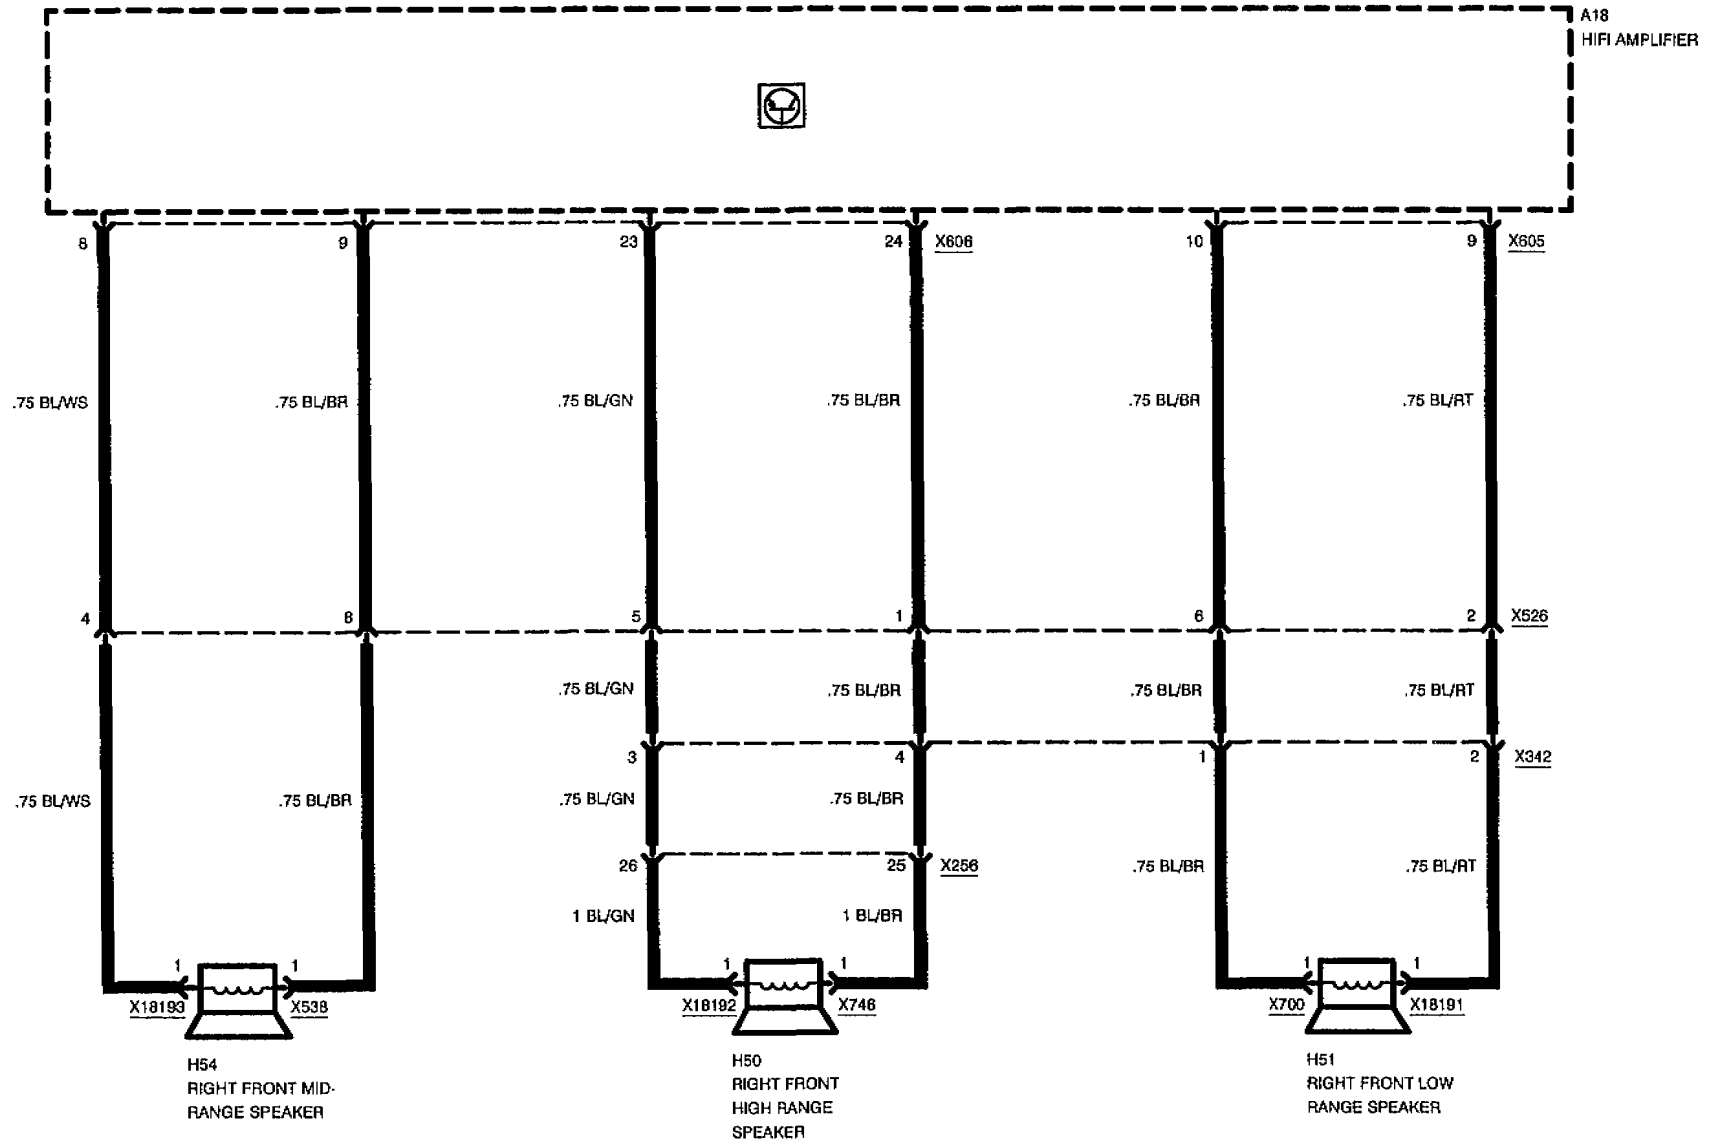 A18
HIFI AMPLIFIER
8
9
23
24
X606
10
9
X605
.75 BL/WS
.75 BL/BR
.75 BL/GN
.75 BL/BR
.75 BL/BR
.75 BL/RT
4
8
5
1
6
2
X526
.75 BL/GN
.75 BL/BR
.75 BL/BR
.75 BL/RT
3
4
1
2
X342
.75 BL/WS
.75 BL/BR
.75 BL/GN
.75 BL/BR
26
25
X256
.75 BL/BR
.75 BL/RT
1 BL/GN
1 BL/BR
1
1
1
1
1
1
X18193
X538
X18192
X746
X700
X18191
H54
RIGHT FRONT MID-
RANGE SPEAKER
H50
RIGHT FRONT
HIGH RANGE
SPEAKER
H51
RIGHT FRONT LOW
RANGE SPEAKER